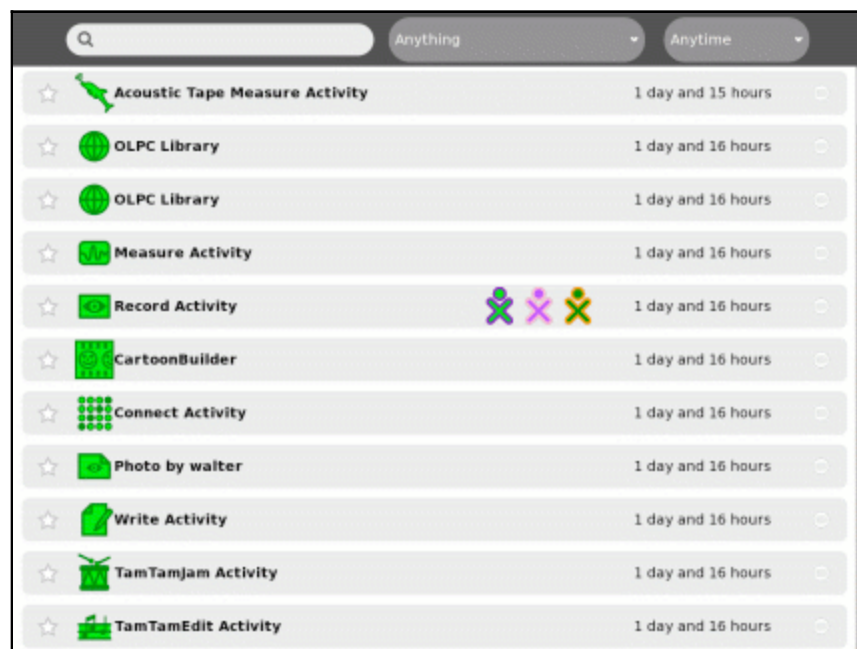 Anything Anytime
Acoustic Tape Measure Activity 1 day and 15 hours
OLPC Library 1 day and 16 hours
OLPC Library 1 day and 16 hours
Measure Activity 1 day and 16 hours
Record Activity 1 day and 16 hours
CartoonBuilder 1 day and 16 hours
Connect Activity 1 day and 16 hours
Photo by walter 1 day and 16 hours
Write Activity 1 day and 16 hours
TamTamJam Activity 1 day and 16 hours
TamTamEdit Activity 1 day and 16 hours